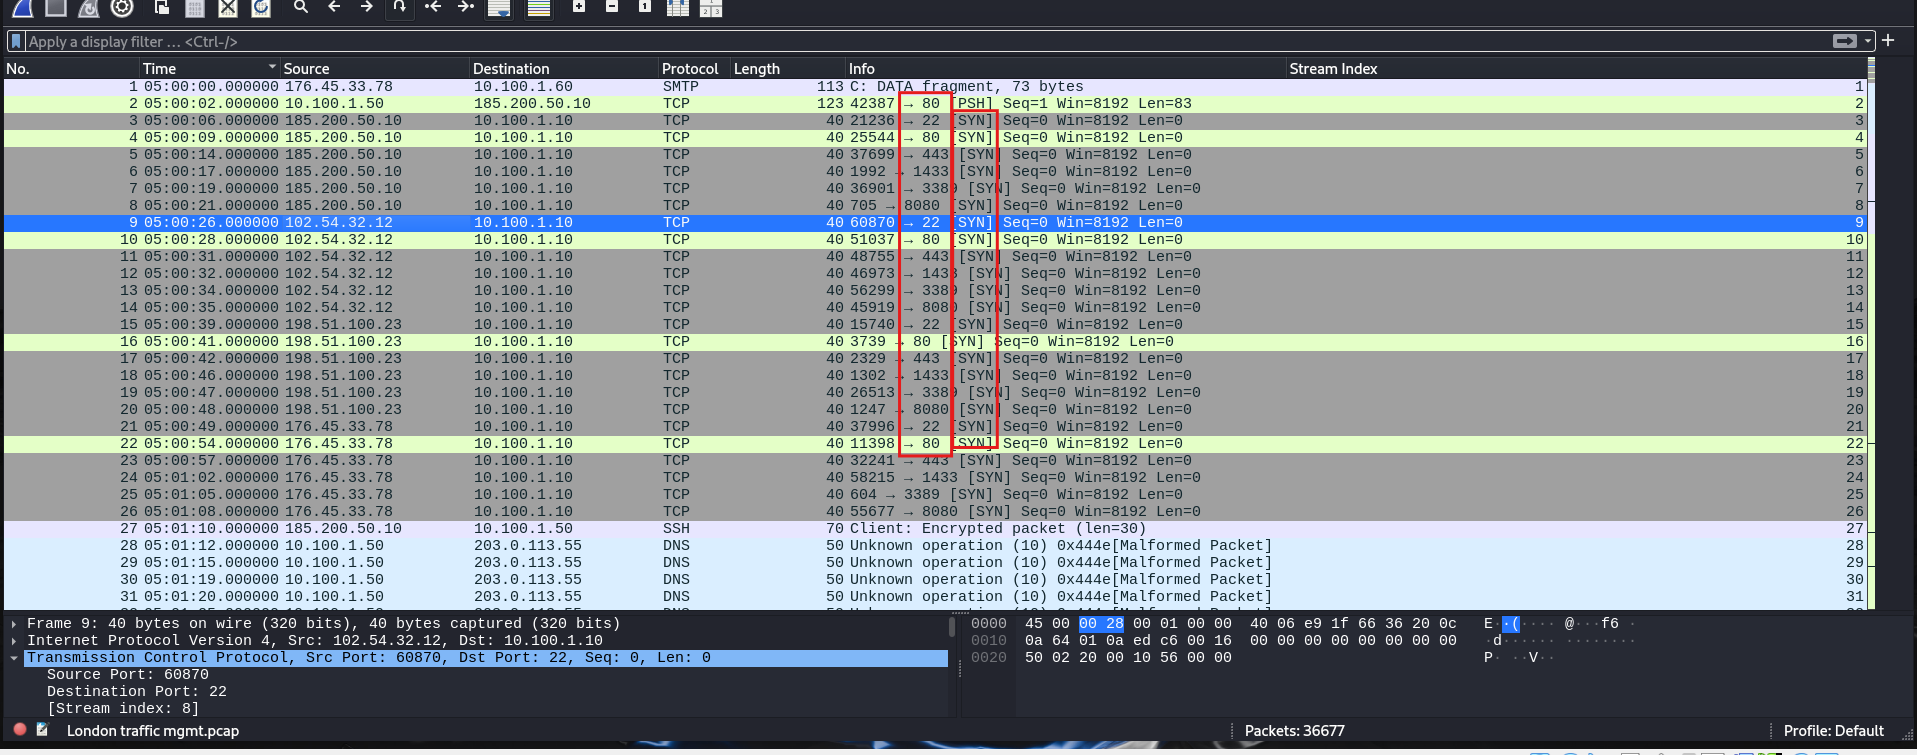 Apply a display filter … <Ctrl-/>
No. Time Source Destination Protocol Length Info Stream Index
1 05:00:00.000000 176.45.33.78 10.100.1.60 SMTP 113 C: DATA fragment, 73 bytes 1
2 05:00:02.000000 10.100.1.50 185.200.50.10 TCP 123 42387 → 80 [PSH] Seq=1 Win=8192 Len=83 2
3 05:00:06.000000 185.200.50.10 10.100.1.10 TCP 40 21236 → 22 [SYN] Seq=0 Win=8192 Len=0 3
4 05:00:09.000000 185.200.50.10 10.100.1.10 TCP 40 25544 → 80 [SYN] Seq=0 Win=8192 Len=0 4
5 05:00:14.000000 185.200.50.10 10.100.1.10 TCP 40 37699 → 443 [SYN] Seq=0 Win=8192 Len=0 5
6 05:00:17.000000 185.200.50.10 10.100.1.10 TCP 40 1992 → 1433 [SYN] Seq=0 Win=8192 Len=0 6
7 05:00:19.000000 185.200.50.10 10.100.1.10 TCP 40 36901 → 3389 [SYN] Seq=0 Win=8192 Len=0 7
8 05:00:21.000000 185.200.50.10 10.100.1.10 TCP 40 705 → 8080 [SYN] Seq=0 Win=8192 Len=0 8
9 05:00:26.000000 102.54.32.12 10.100.1.10 TCP 40 60870 → 22 [SYN] Seq=0 Win=8192 Len=0 9
10 05:00:28.000000 102.54.32.12 10.100.1.10 TCP 40 51037 → 80 [SYN] Seq=0 Win=8192 Len=0 10
11 05:00:31.000000 102.54.32.12 10.100.1.10 TCP 40 48755 → 443 [SYN] Seq=0 Win=8192 Len=0 11
12 05:00:32.000000 102.54.32.12 10.100.1.10 TCP 40 46973 → 1433 [SYN] Seq=0 Win=8192 Len=0 12
13 05:00:34.000000 102.54.32.12 10.100.1.10 TCP 40 56299 → 3389 [SYN] Seq=0 Win=8192 Len=0 13
14 05:00:35.000000 102.54.32.12 10.100.1.10 TCP 40 45919 → 8080 [SYN] Seq=0 Win=8192 Len=0 14
15 05:00:39.000000 198.51.100.23 10.100.1.10 TCP 40 15740 → 22 [SYN] Seq=0 Win=8192 Len=0 15
16 05:00:41.000000 198.51.100.23 10.100.1.10 TCP 40 3739 → 80 [SYN] Seq=0 Win=8192 Len=0 16
17 05:00:42.000000 198.51.100.23 10.100.1.10 TCP 40 2329 → 443 [SYN] Seq=0 Win=8192 Len=0 17
18 05:00:46.000000 198.51.100.23 10.100.1.10 TCP 40 1302 → 1433 [SYN] Seq=0 Win=8192 Len=0 18
19 05:00:47.000000 198.51.100.23 10.100.1.10 TCP 40 26513 → 3389 [SYN] Seq=0 Win=8192 Len=0 19
20 05:00:48.000000 198.51.100.23 10.100.1.10 TCP 40 1247 → 8080 [SYN] Seq=0 Win=8192 Len=0 20
21 05:00:49.000000 176.45.33.78 10.100.1.10 TCP 40 37996 → 22 [SYN] Seq=0 Win=8192 Len=0 21
22 05:00:54.000000 176.45.33.78 10.100.1.10 TCP 40 11398 → 80 [SYN] Seq=0 Win=8192 Len=0 22
23 05:00:57.000000 176.45.33.78 10.100.1.10 TCP 40 32241 → 443 [SYN] Seq=0 Win=8192 Len=0 23
24 05:01:02.000000 176.45.33.78 10.100.1.10 TCP 40 58215 → 1433 [SYN] Seq=0 Win=8192 Len=0 24
25 05:01:05.000000 176.45.33.78 10.100.1.10 TCP 40 604 → 3389 [SYN] Seq=0 Win=8192 Len=0 25
26 05:01:08.000000 176.45.33.78 10.100.1.10 TCP 40 55677 → 8080 [SYN] Seq=0 Win=8192 Len=0 26
27 05:01:10.000000 185.200.50.10 10.100.1.50 SSH 70 Client: Encrypted packet (len=30) 27
28 05:01:12.000000 10.100.1.50 203.0.113.55 DNS 50 Unknown operation (10) 0x444e[Malformed Packet] 28
29 05:01:15.000000 10.100.1.50 203.0.113.55 DNS 50 Unknown operation (10) 0x444e[Malformed Packet] 29
30 05:01:19.000000 10.100.1.50 203.0.113.55 DNS 50 Unknown operation (10) 0x444e[Malformed Packet] 30
31 05:01:20.000000 10.100.1.50 203.0.113.55 DNS 50 Unknown operation (10) 0x444e[Malformed Packet] 31
Frame 9: 40 bytes on wire (320 bits), 40 bytes captured (320 bits)
Internet Protocol Version 4, Src: 102.54.32.12, Dst: 10.100.1.10
Transmission Control Protocol, Src Port: 60870, Dst Port: 22, Seq: 0, Len: 0
Source Port: 60870
Destination Port: 22
[Stream index: 8]
0000 45 00 00 28 00 01 00 00 40 06 e9 1f 66 36 20 0c E··(···· @···f6 ·
0010 0a 64 01 0a ed c6 00 16 00 00 00 00 00 00 00 00 ·d······ ········
0020 50 02 20 00 10 56 00 00 P· ··V··
London traffic mgmt.pcap
Packets: 36677
Profile: Default